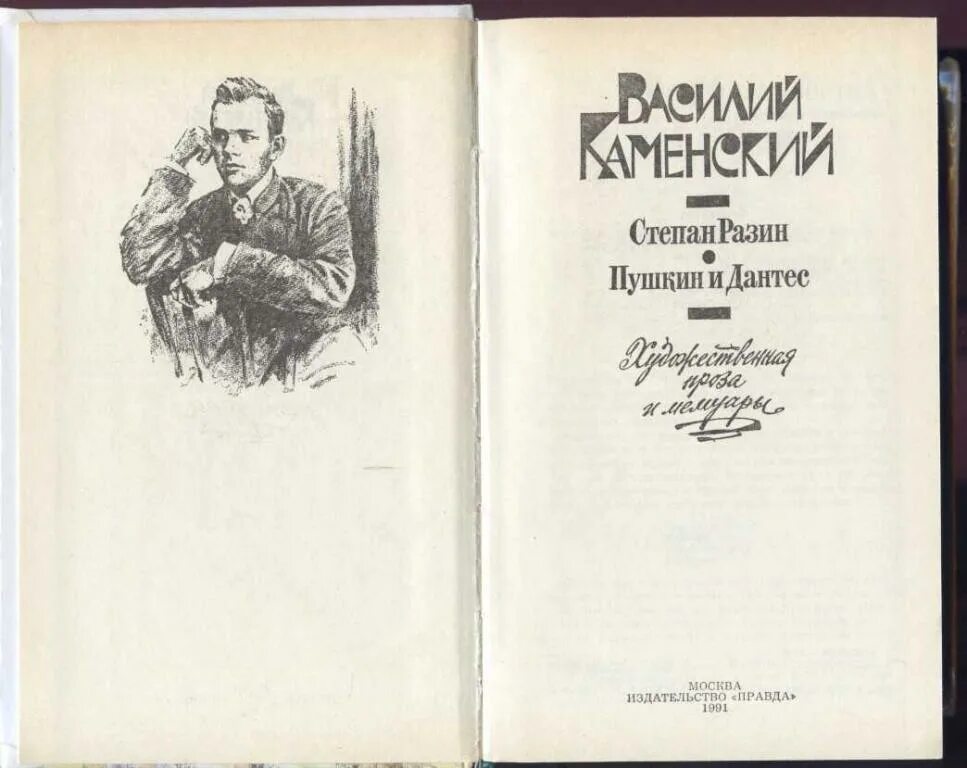 Василий
Каменский
Степан Разин
Пушкин и Дантес
Художественная
проза
и мемуары
МОСКВА
ИЗДАТЕЛЬСТВО «ПРАВДА»
1991